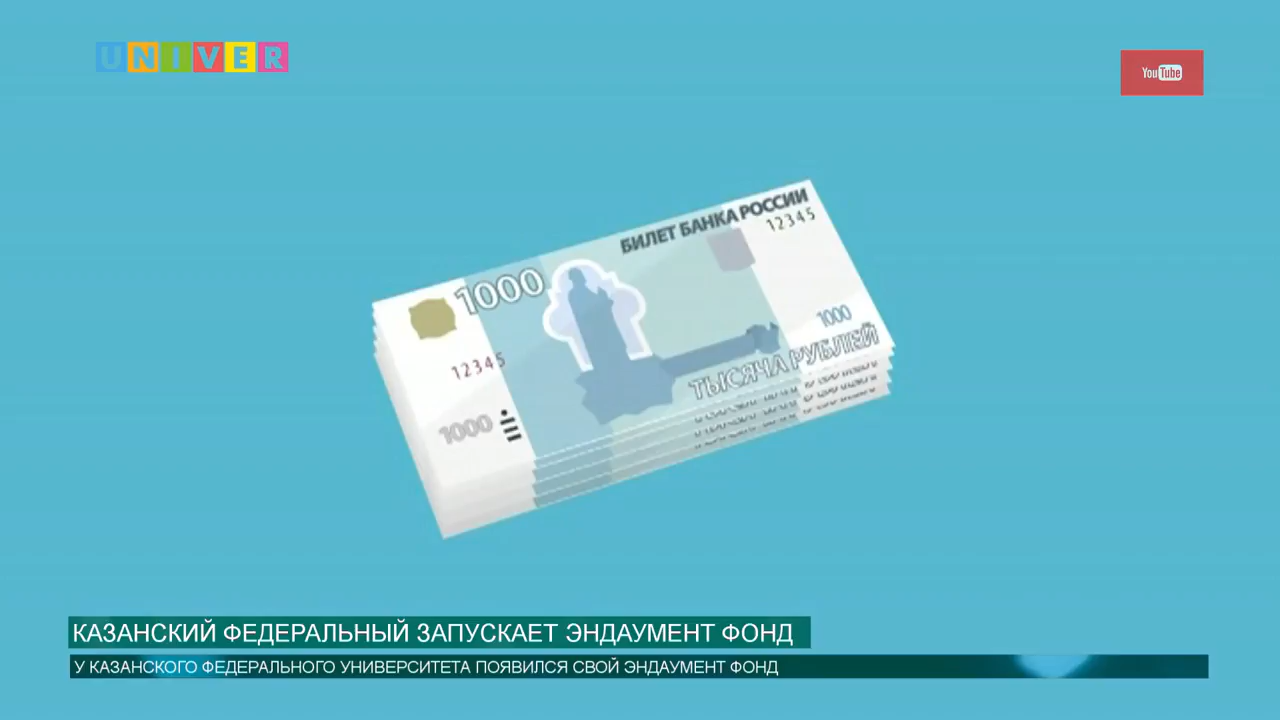 UNIVER
YouTube
БИЛЕТ БАНКА РОССИИ
12345
1000
1000
12345
ТЫСЯЧА РУБЛЕЙ
1000
КАЗАНСКИЙ ФЕДЕРАЛЬНЫЙ ЗАПУСКАЕТ ЭНДАУМЕНТ ФОНД
У КАЗАНСКОГО ФЕДЕРАЛЬНОГО УНИВЕРСИТЕТА ПОЯВИЛСЯ СВОЙ ЭНДАУМЕНТ ФОНД